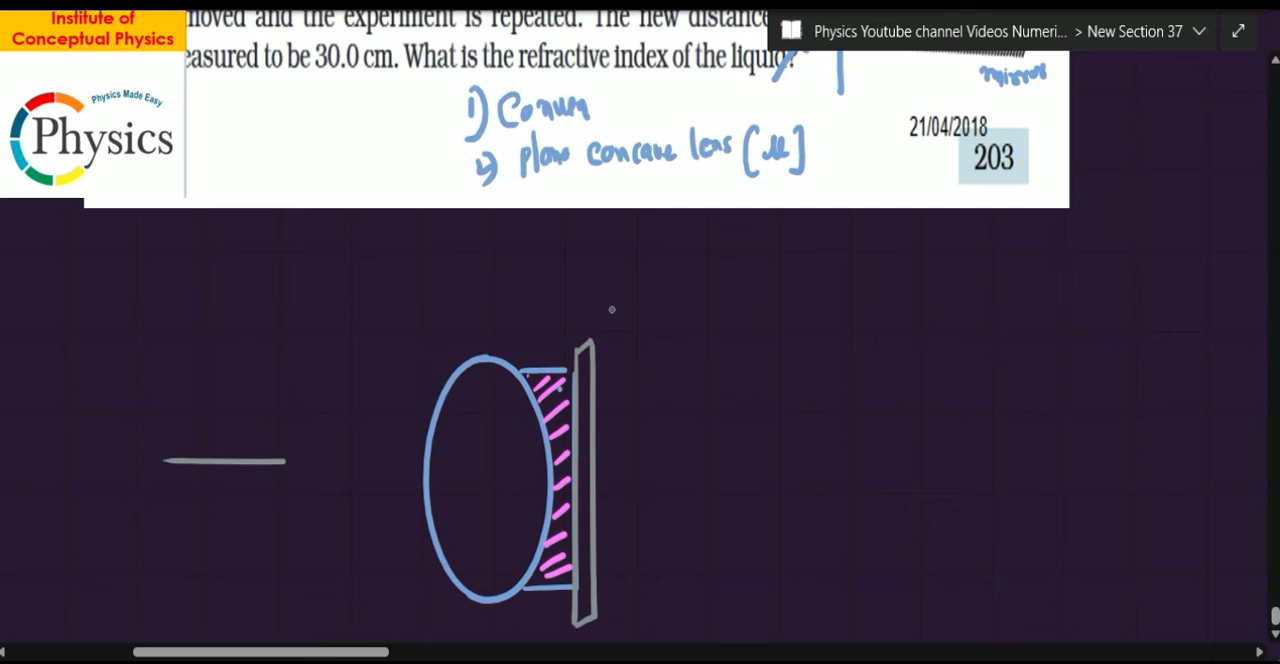 Institute of
Conceptual Physics
moved and the experiment is repeated. The new distance
easured to be 30.0 cm. What is the refractive index of the liquid?
Physics Youtube channel Videos Numeri... > New Section 37
mirror
Physics Made Easy
Physics
1) Convex
2) plano concave lens [μ]
21/04/2018
203